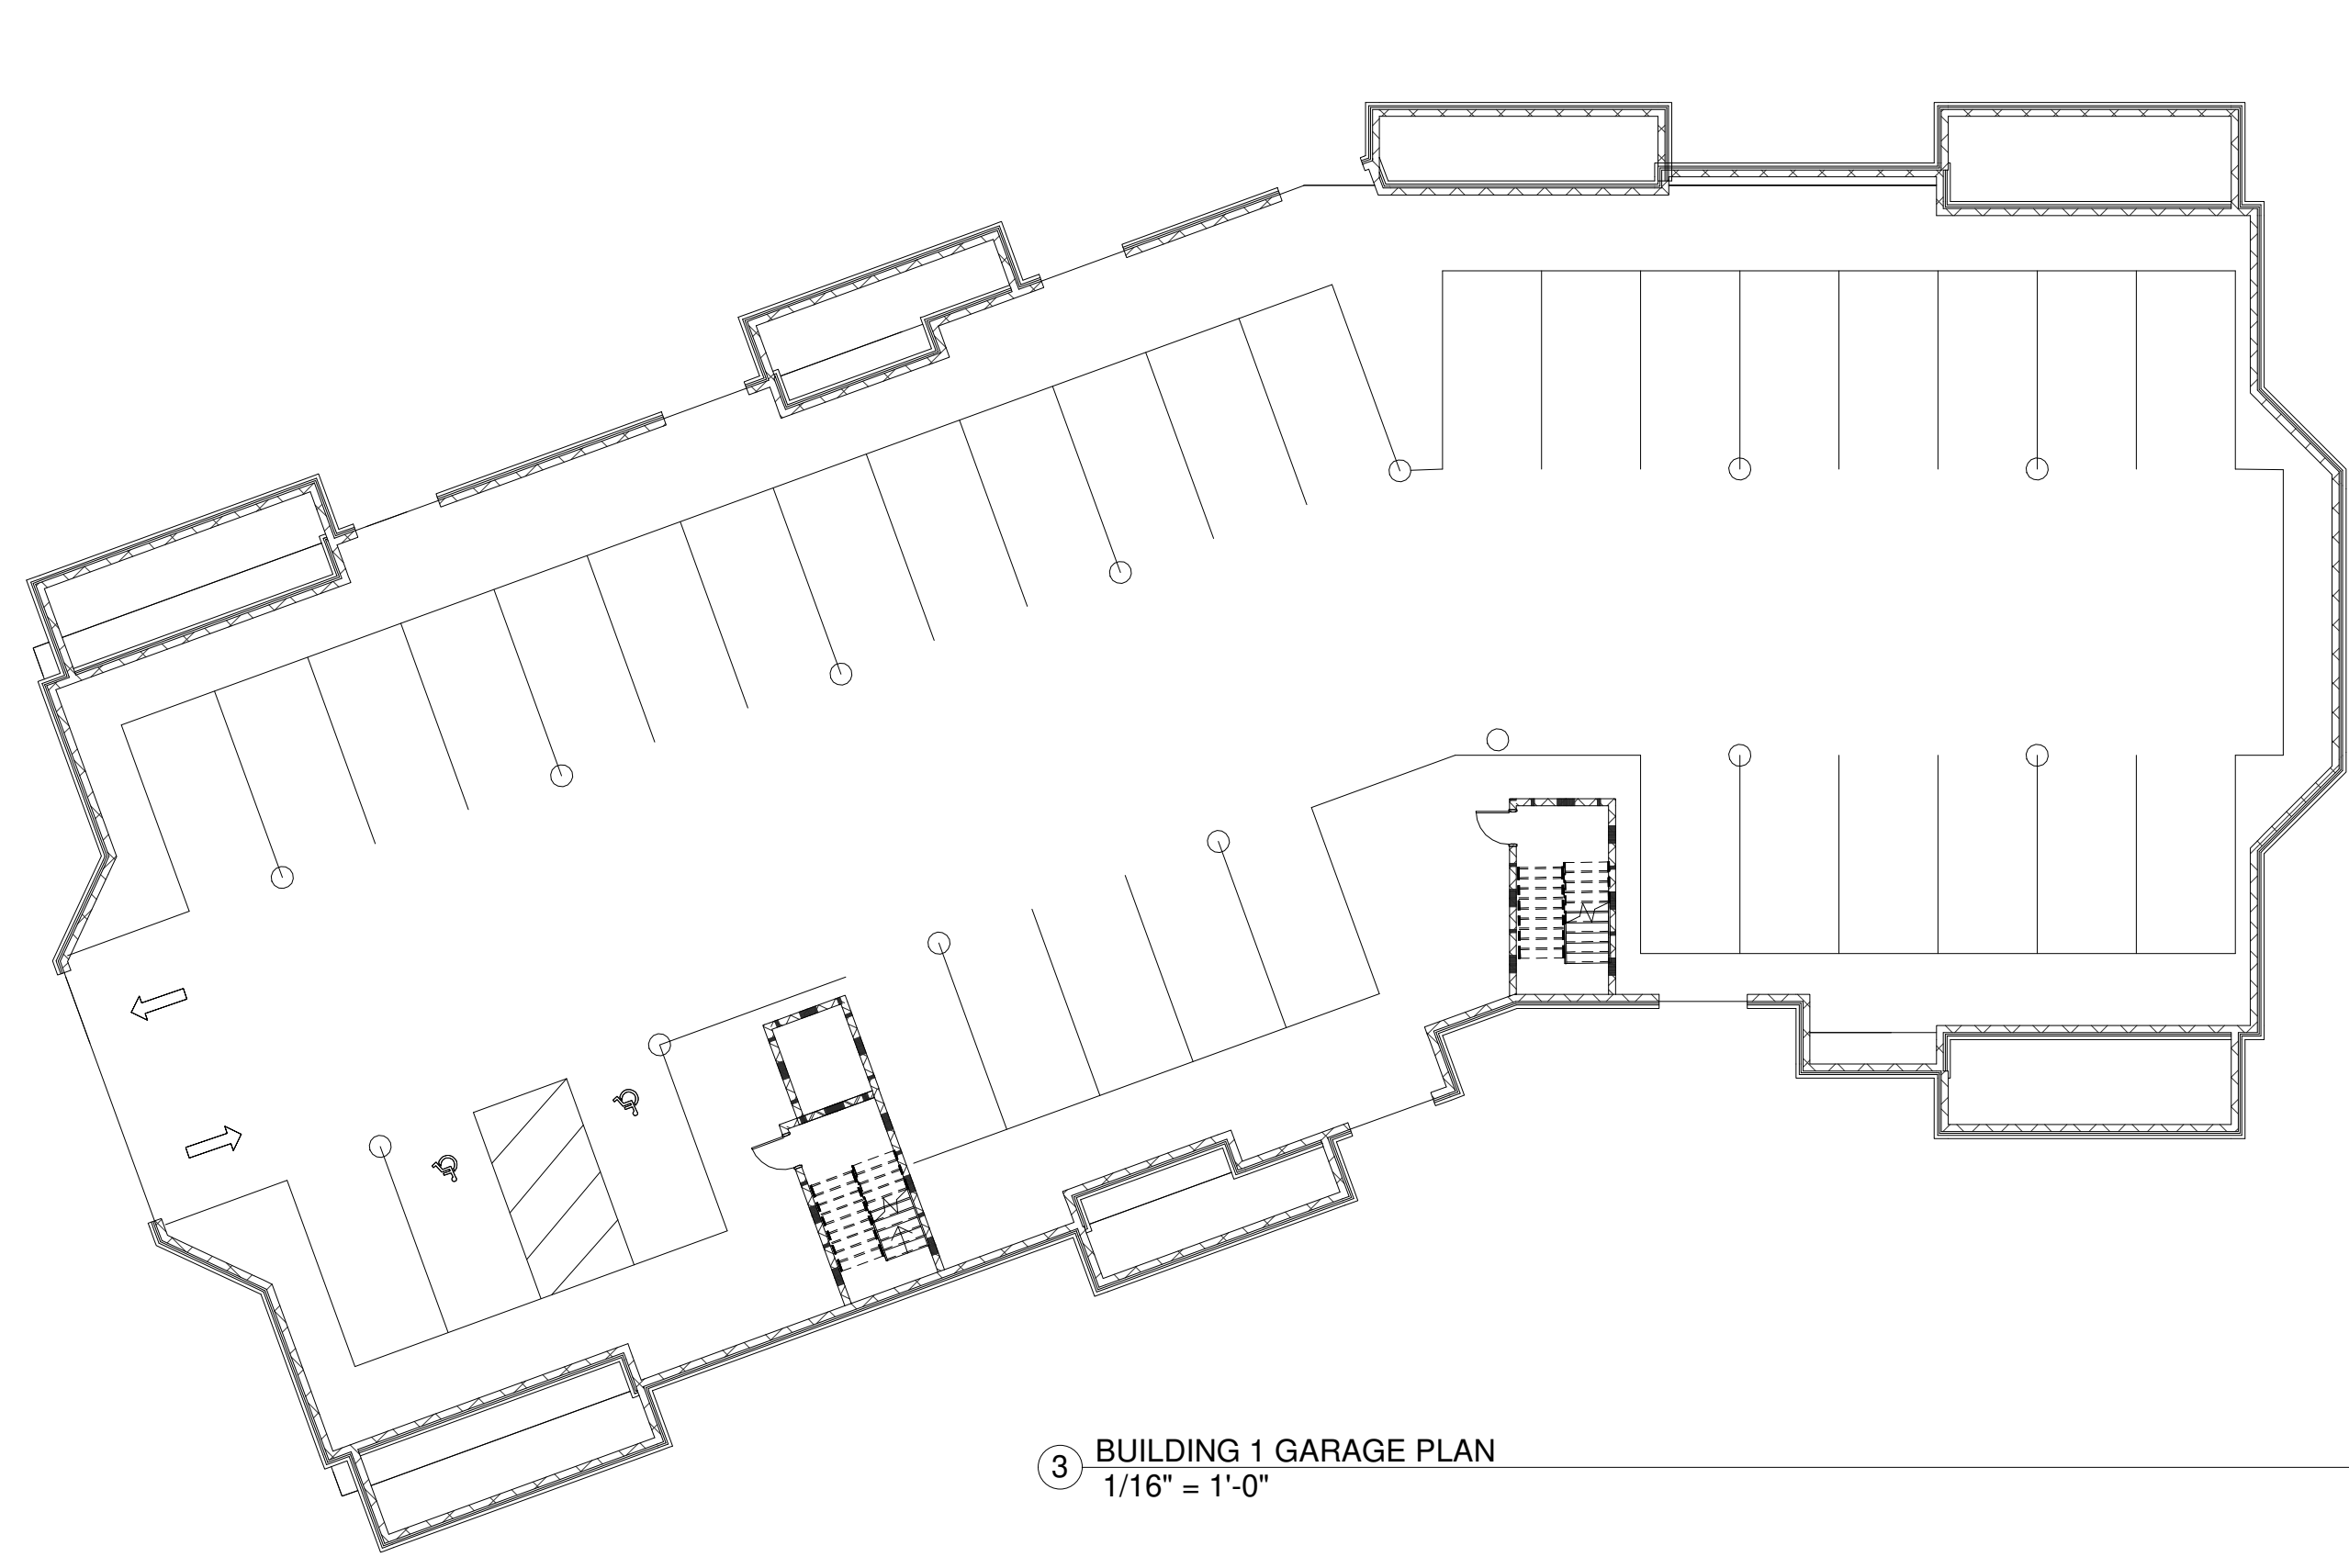 3
BUILDING 1 GARAGE PLAN
1/16" = 1'-0"